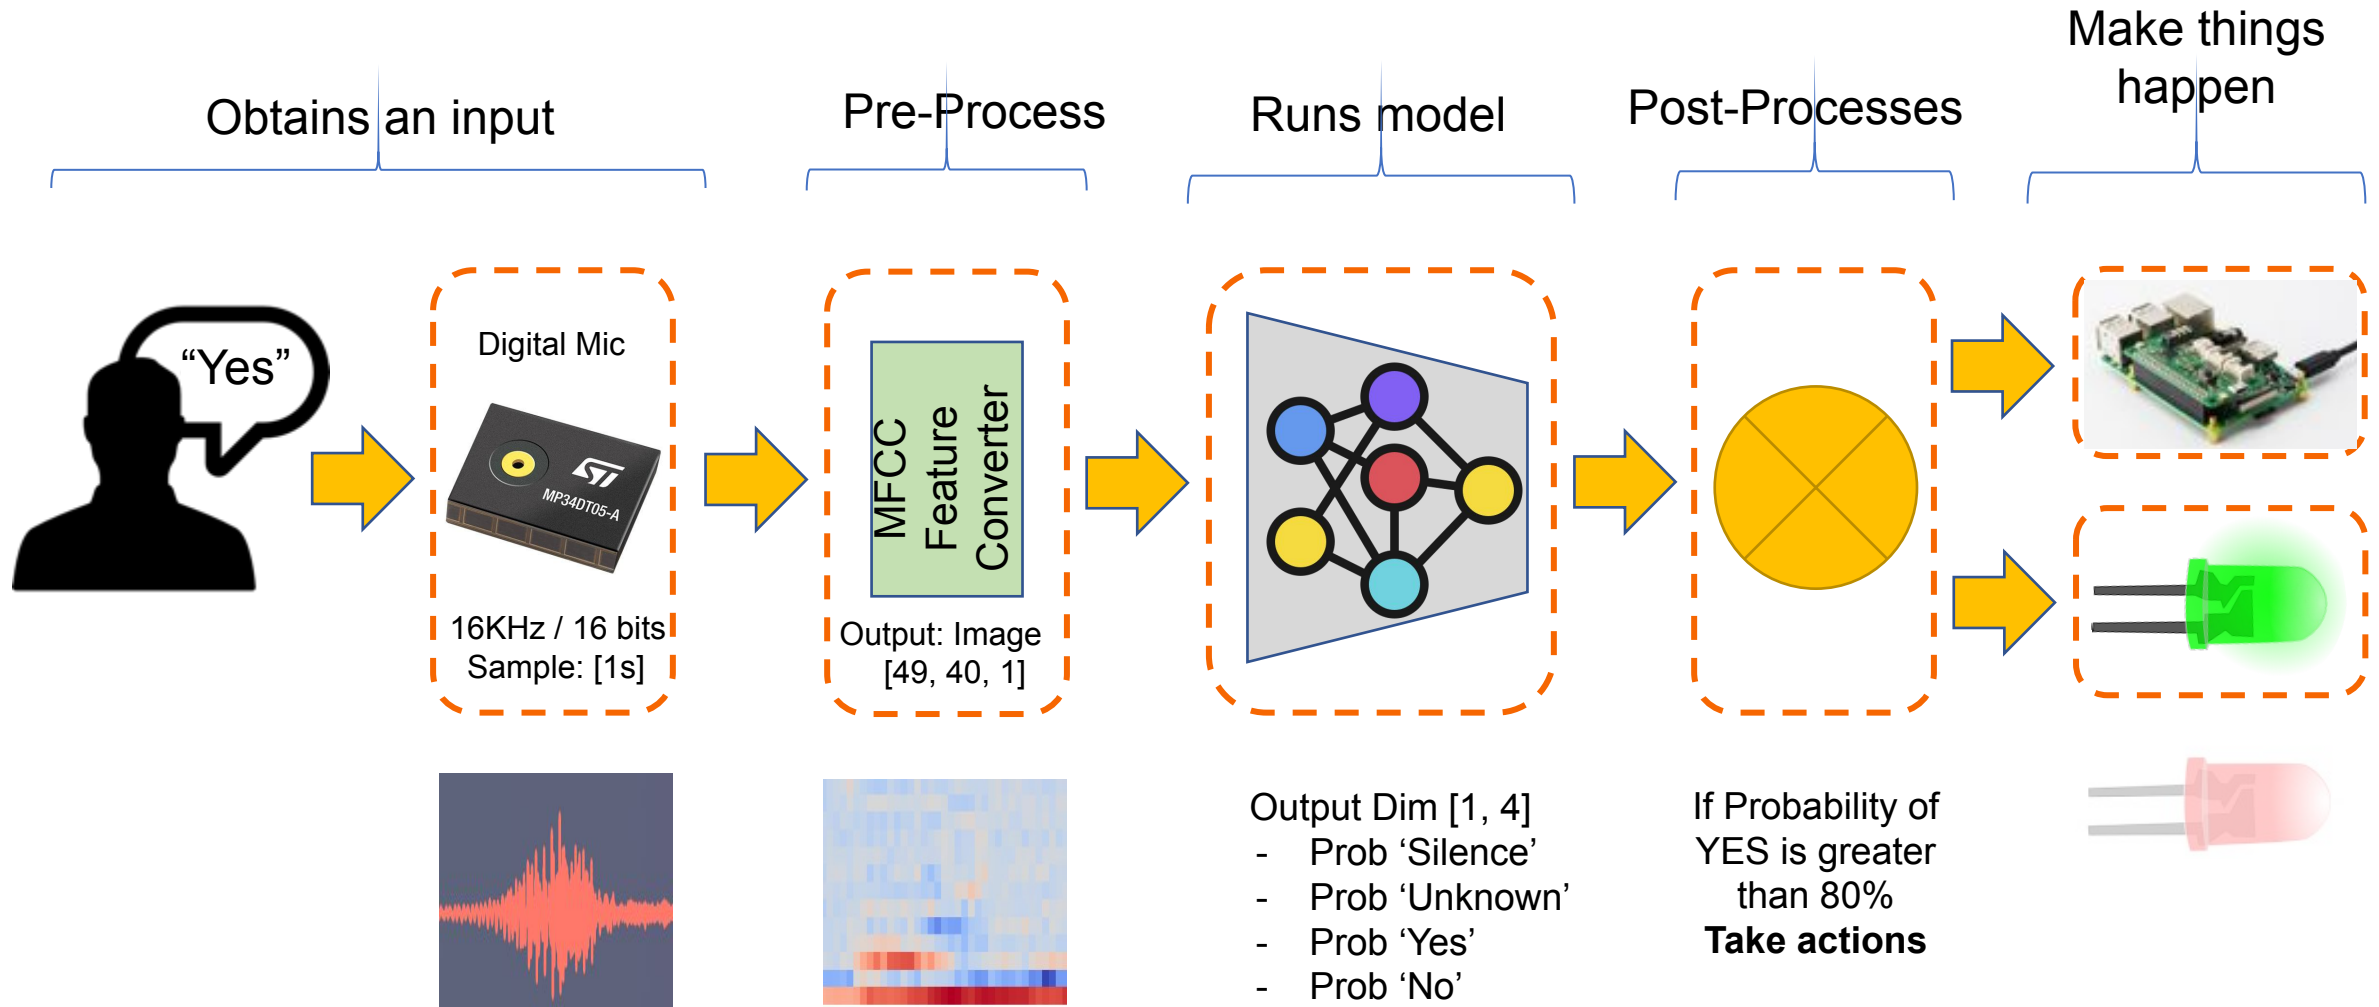 Obtains an input
Pre-Process
Runs model
Post-Processes
Make things
happen
“Yes”
Digital Mic
ST
MP34DT05-A
16KHz / 16 bits
Sample: [1s]
MFCC
Feature
Converter
Output: Image
[49, 40, 1]
Output Dim [1, 4]
- Prob ‘Silence’
- Prob ‘Unknown’
- Prob ‘Yes’
- Prob ‘No’
If Probability of
YES is greater
than 80%
Take actions